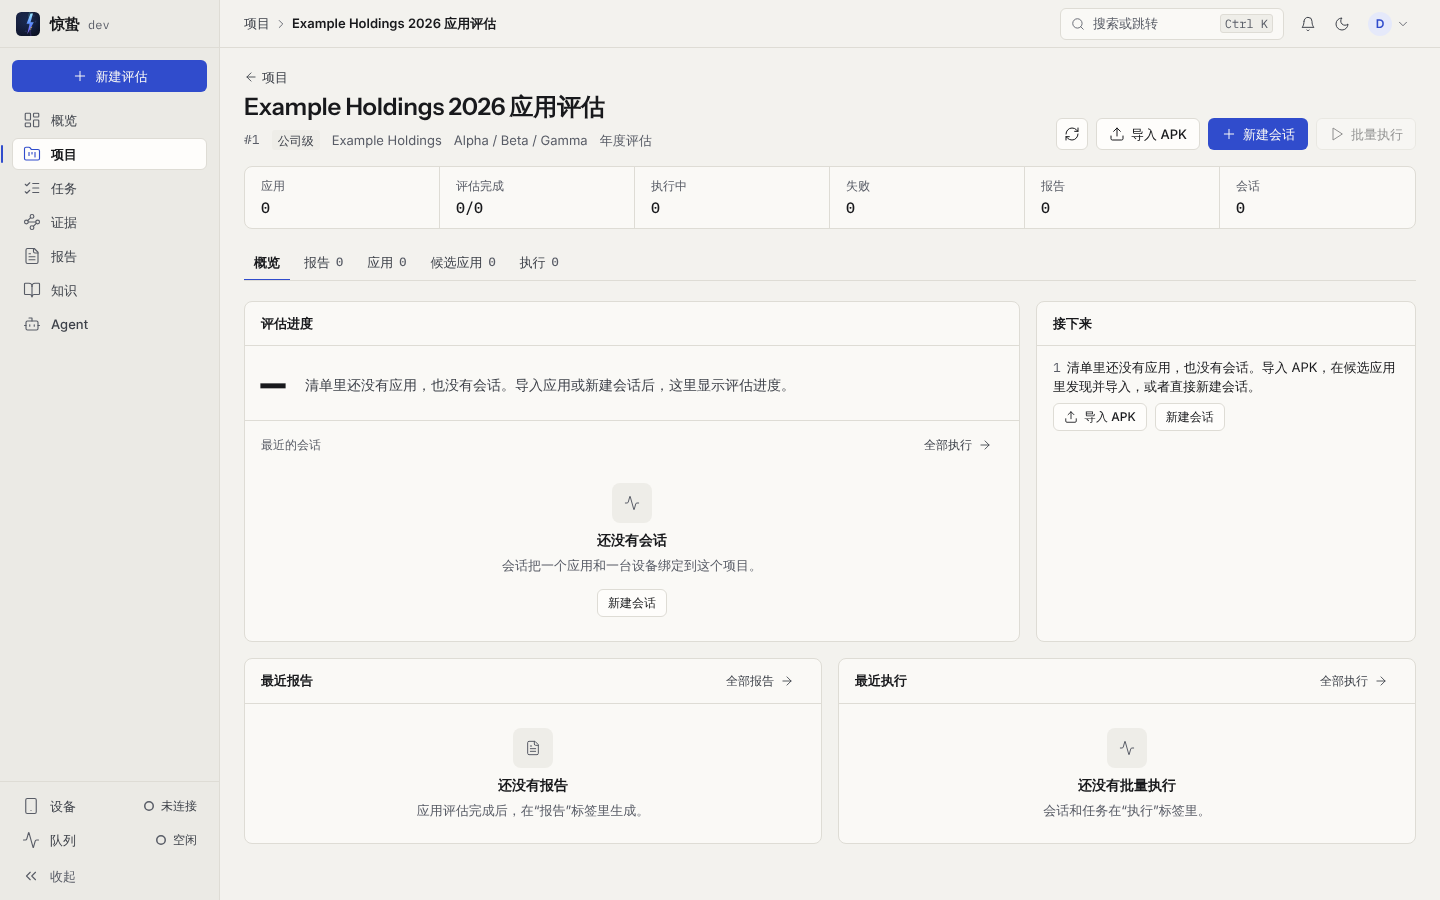 惊蛰 dev
项目 > Example Holdings 2026 应用评估
搜索或跳转 Ctrl K
D
新建评估
概览
项目
任务
证据
报告
知识
Agent
设备 未连接
队列 空闲
收起
项目
Example Holdings 2026 应用评估
#1 公司级 Example Holdings Alpha / Beta / Gamma 年度评估
导入 APK
新建会话
批量执行
应用
0
评估完成
0/0
执行中
0
失败
0
报告
0
会话
0
概览 报告 0 应用 0 候选应用 0 执行 0
评估进度
清单里还没有应用，也没有会话。导入应用或新建会话后，这里显示评估进度。
最近的会话 全部执行
还没有会话
会话把一个应用和一台设备绑定到这个项目。
新建会话
接下来
1 清单里还没有应用，也没有会话。导入 APK，在候选应用
里发现并导入，或者直接新建会话。
导入 APK 新建会话
最近报告 全部报告
还没有报告
应用评估完成后，在“报告”标签里生成。
最近执行 全部执行
还没有批量执行
会话和任务在“执行”标签里。